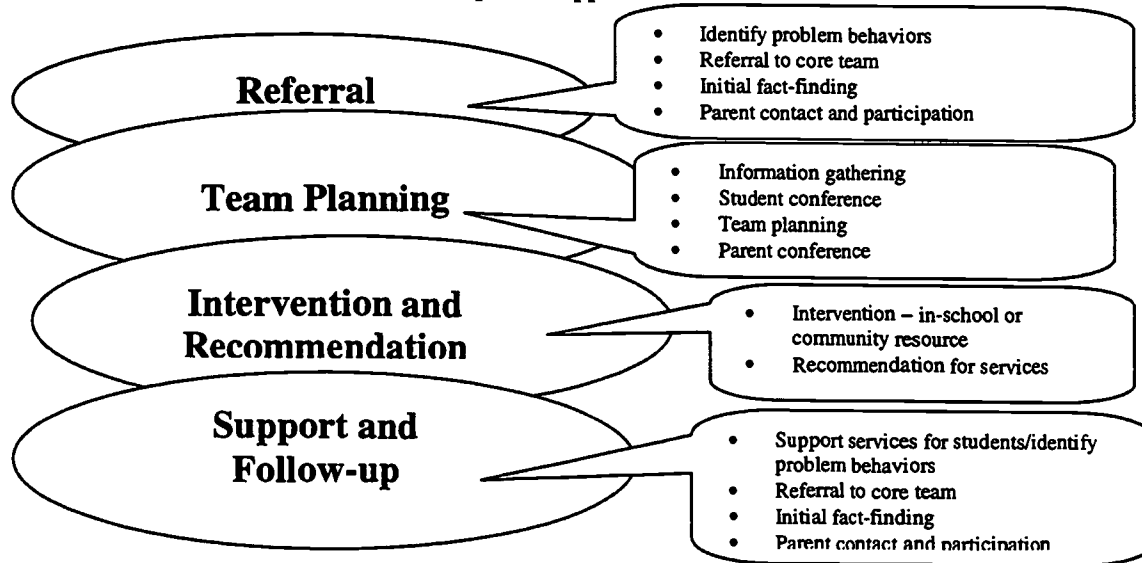 Referral
• Identify problem behaviors
• Referral to core team
• Initial fact-finding
• Parent contact and participation
Team Planning
• Information gathering
• Student conference
• Team planning
• Parent conference
Intervention and
Recommendation
• Intervention – in-school or
community resource
• Recommendation for services
Support and
Follow-up
• Support services for students/identify
problem behaviors
• Referral to core team
• Initial fact-finding
• Parent contact and participation